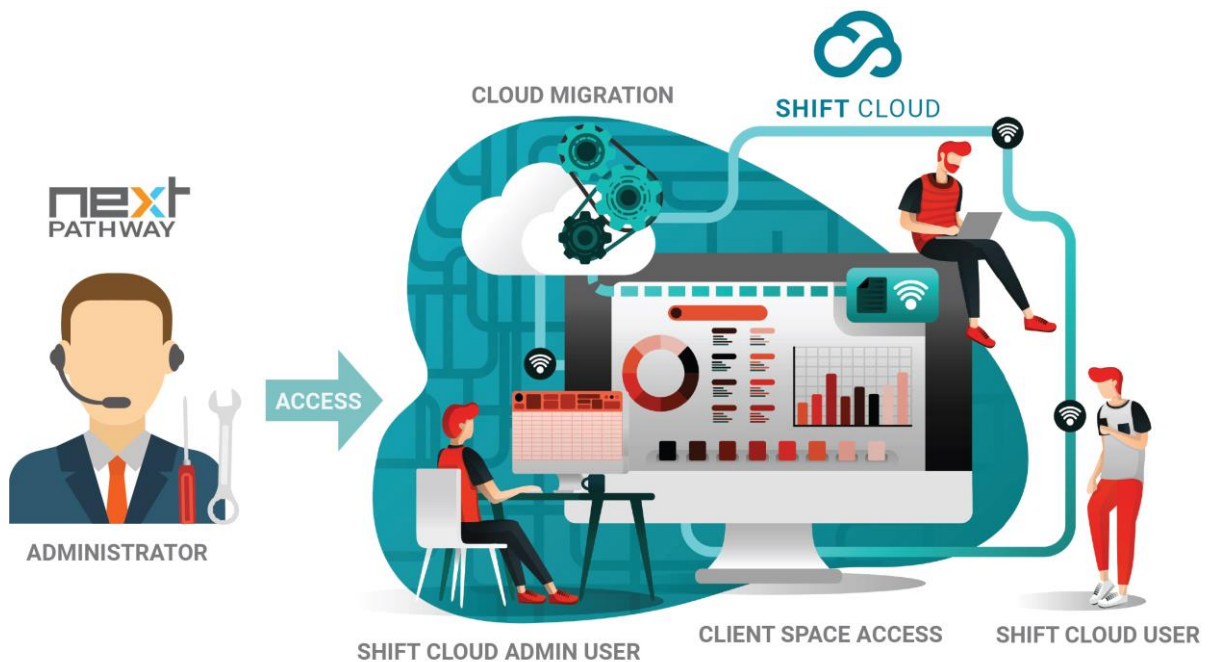 CLOUD MIGRATION
SHIFT CLOUD
next
PATHWAY
ACCESS
ADMINISTRATOR
SHIFT CLOUD ADMIN USER
CLIENT SPACE ACCESS
SHIFT CLOUD USER